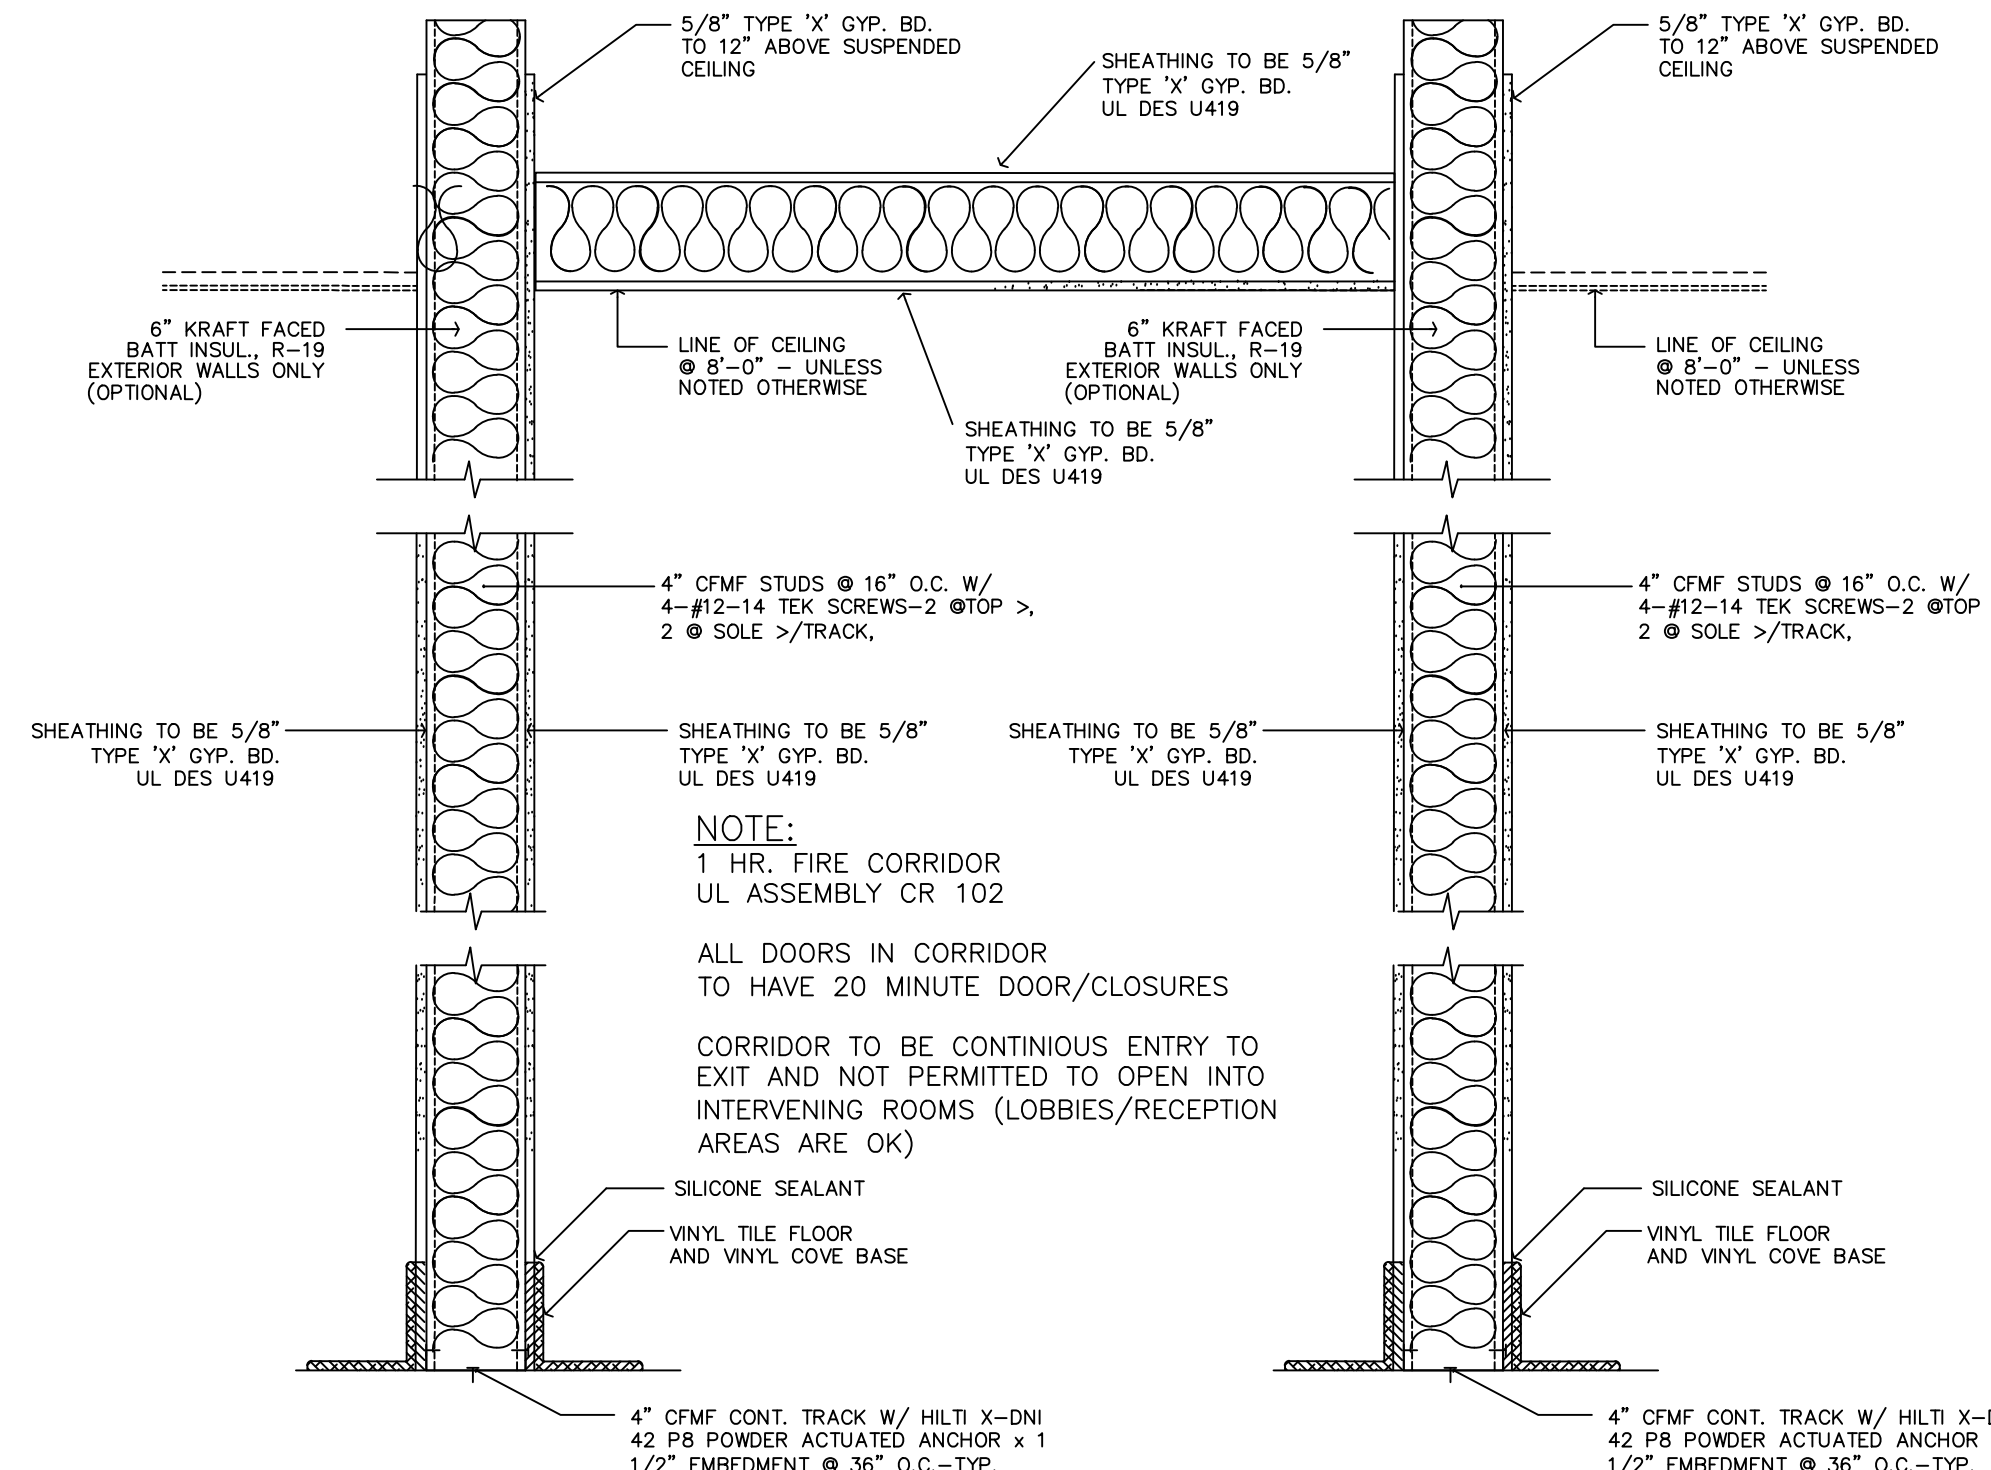 5/8" TYPE 'X' GYP. BD.
TO 12" ABOVE SUSPENDED
CEILING
SHEATHING TO BE 5/8"
TYPE 'X' GYP. BD.
UL DES U419
5/8" TYPE 'X' GYP. BD.
TO 12" ABOVE SUSPENDED
CEILING
6" KRAFT FACED
BATT INSUL., R-19
EXTERIOR WALLS ONLY
(OPTIONAL)
LINE OF CEILING
@ 8'-0" - UNLESS
NOTED OTHERWISE
6" KRAFT FACED
BATT INSUL., R-19
EXTERIOR WALLS ONLY
(OPTIONAL)
LINE OF CEILING
@ 8'-0" - UNLESS
NOTED OTHERWISE
SHEATHING TO BE 5/8"
TYPE 'X' GYP. BD.
UL DES U419
4" CFMF STUDS @ 16" O.C. W/
4-#12-14 TEK SCREWS-2 @TOP >,
2 @ SOLE >/TRACK,
4" CFMF STUDS @ 16" O.C. W/
4-#12-14 TEK SCREWS-2 @TOP
2 @ SOLE >/TRACK,
SHEATHING TO BE 5/8"
TYPE 'X' GYP. BD.
UL DES U419
SHEATHING TO BE 5/8"
TYPE 'X' GYP. BD.
UL DES U419
SHEATHING TO BE 5/8"
TYPE 'X' GYP. BD.
UL DES U419
SHEATHING TO BE 5/8"
TYPE 'X' GYP. BD.
UL DES U419
NOTE:
1 HR. FIRE CORRIDOR
UL ASSEMBLY CR 102
ALL DOORS IN CORRIDOR
TO HAVE 20 MINUTE DOOR/CLOSURES
CORRIDOR TO BE CONTINIOUS ENTRY TO
EXIT AND NOT PERMITTED TO OPEN INTO
INTERVENING ROOMS (LOBBIES/RECEPTION
AREAS ARE OK)
SILICONE SEALANT
VINYL TILE FLOOR
AND VINYL COVE BASE
SILICONE SEALANT
VINYL TILE FLOOR
AND VINYL COVE BASE
4" CFMF CONT. TRACK W/ HILTI X-DNI
42 P8 POWDER ACTUATED ANCHOR x 1
1/2" EMBEDMENT @ 36" O.C.-TYP.
4" CFMF CONT. TRACK W/ HILTI
42 P8 POWDER ACTUATED ANCHOR
1/2" EMBEDMENT @ 36" O.C.-TYP.